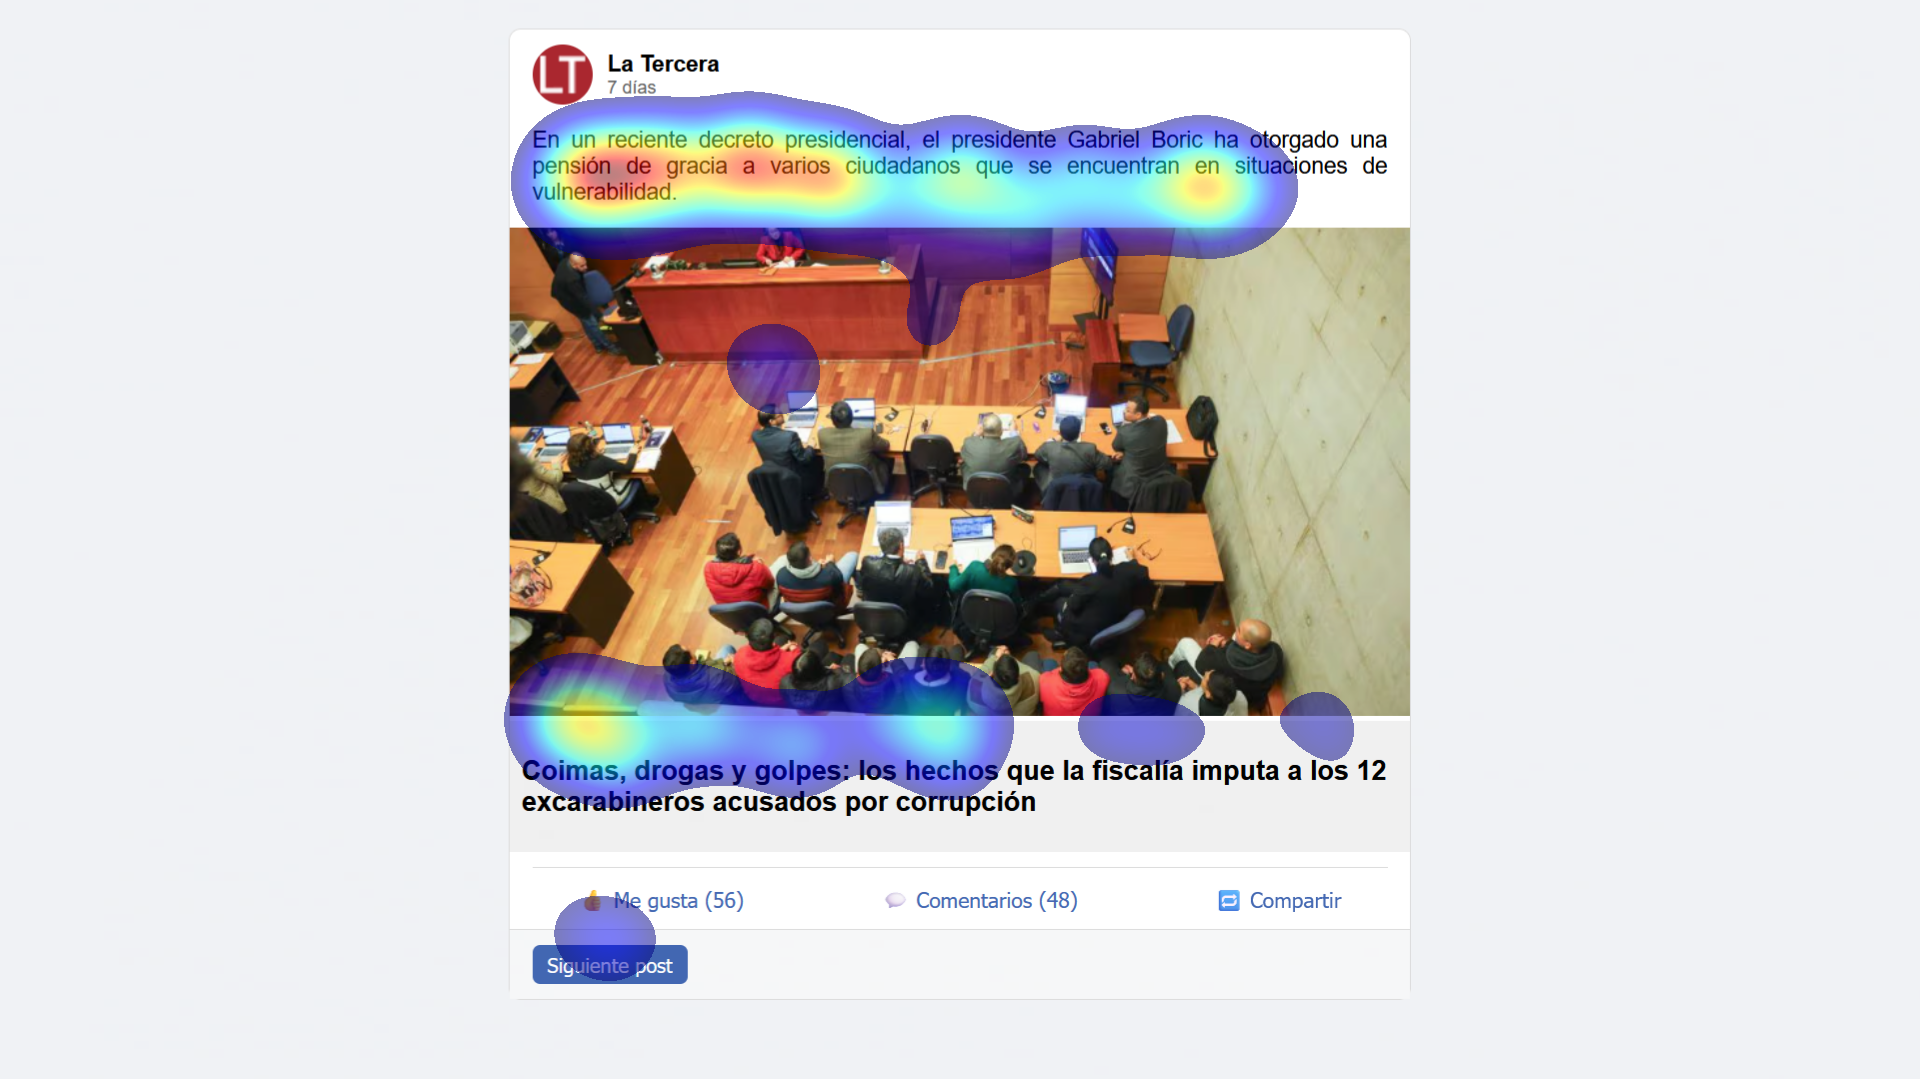 LT
La Tercera
7 días
En un reciente decreto presidencial, el presidente Gabriel Boric ha otorgado una
pensión de gracia a varios ciudadanos que se encuentran en situaciones de
vulnerabilidad.
Coimas, drogas y golpes: los hechos que la fiscalía imputa a los 12
excarabineros acusados por corrupción
Me gusta (56) Comentarios (48) Compartir
Siguiente post